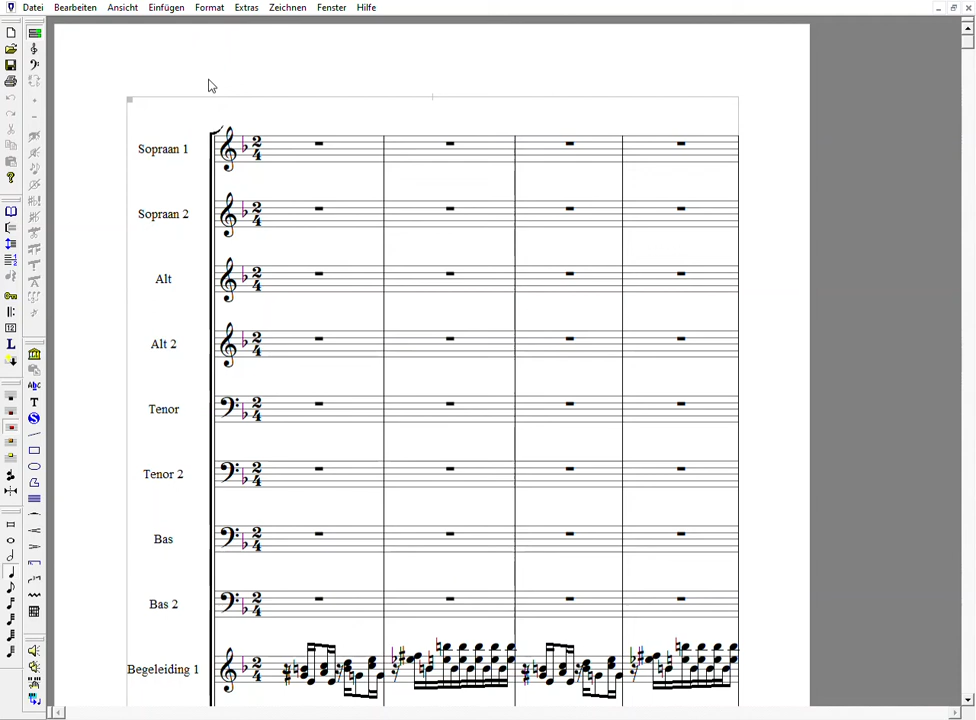 Datei Bearbeiten Ansicht Einfügen Format Extras Zeichnen Fenster Hilfe
Sopraan 1
Sopraan 2
Alt
Alt 2
Tenor
Tenor 2
Bas
Bas 2
Begeleiding 1